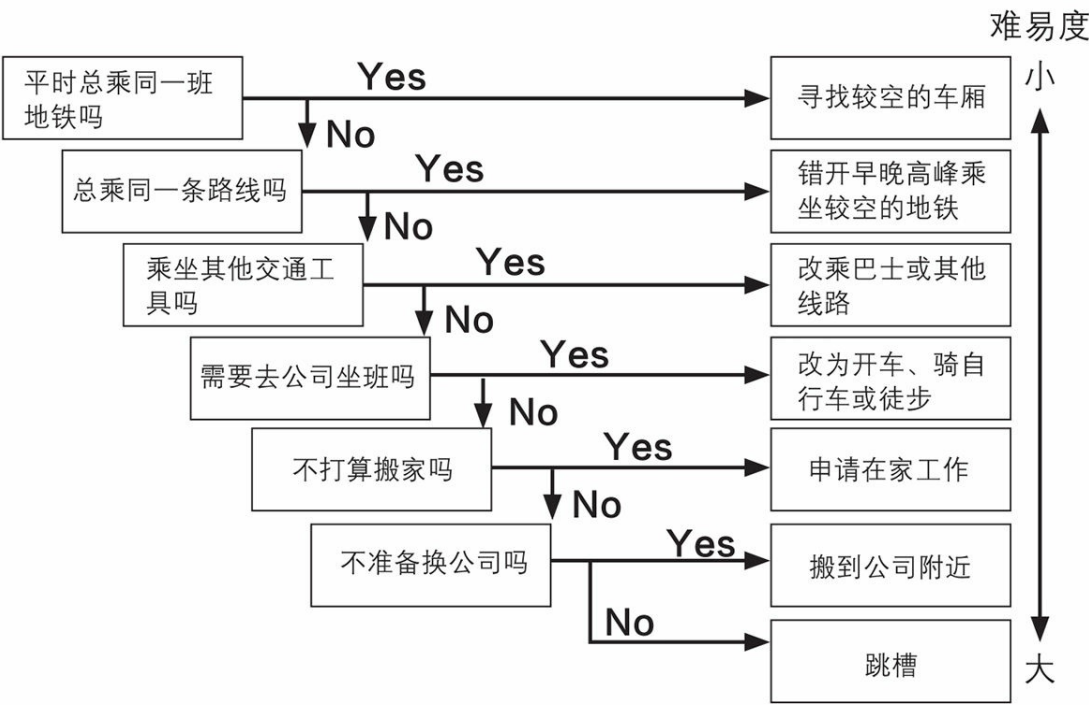 难易度
小
平时总乘同一班
地铁吗
Yes
寻找较空的车厢
No
总乘同一条路线吗
Yes
错开早晚高峰乘
坐较空的地铁
No
乘坐其他交通工
具吗
Yes
改乘巴士或其他
线路
No
需要去公司坐班吗
Yes
改为开车、骑自
行车或徒步
No
不打算搬家吗
Yes
申请在家工作
No
不准备换公司吗
Yes
搬到公司附近
No
跳槽
大